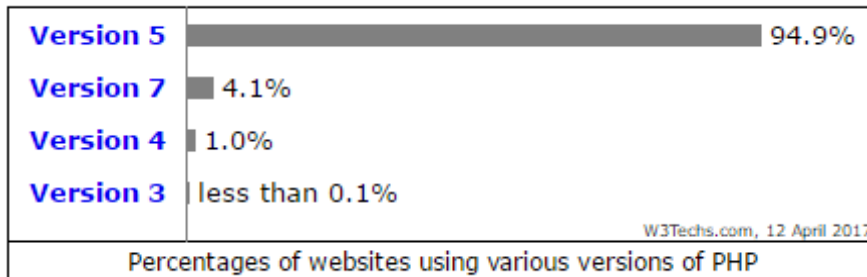 Version 5 94.9%
Version 7 4.1%
Version 4 1.0%
Version 3 less than 0.1%
W3Techs.com, 12 April 2017
Percentages of websites using various versions of PHP